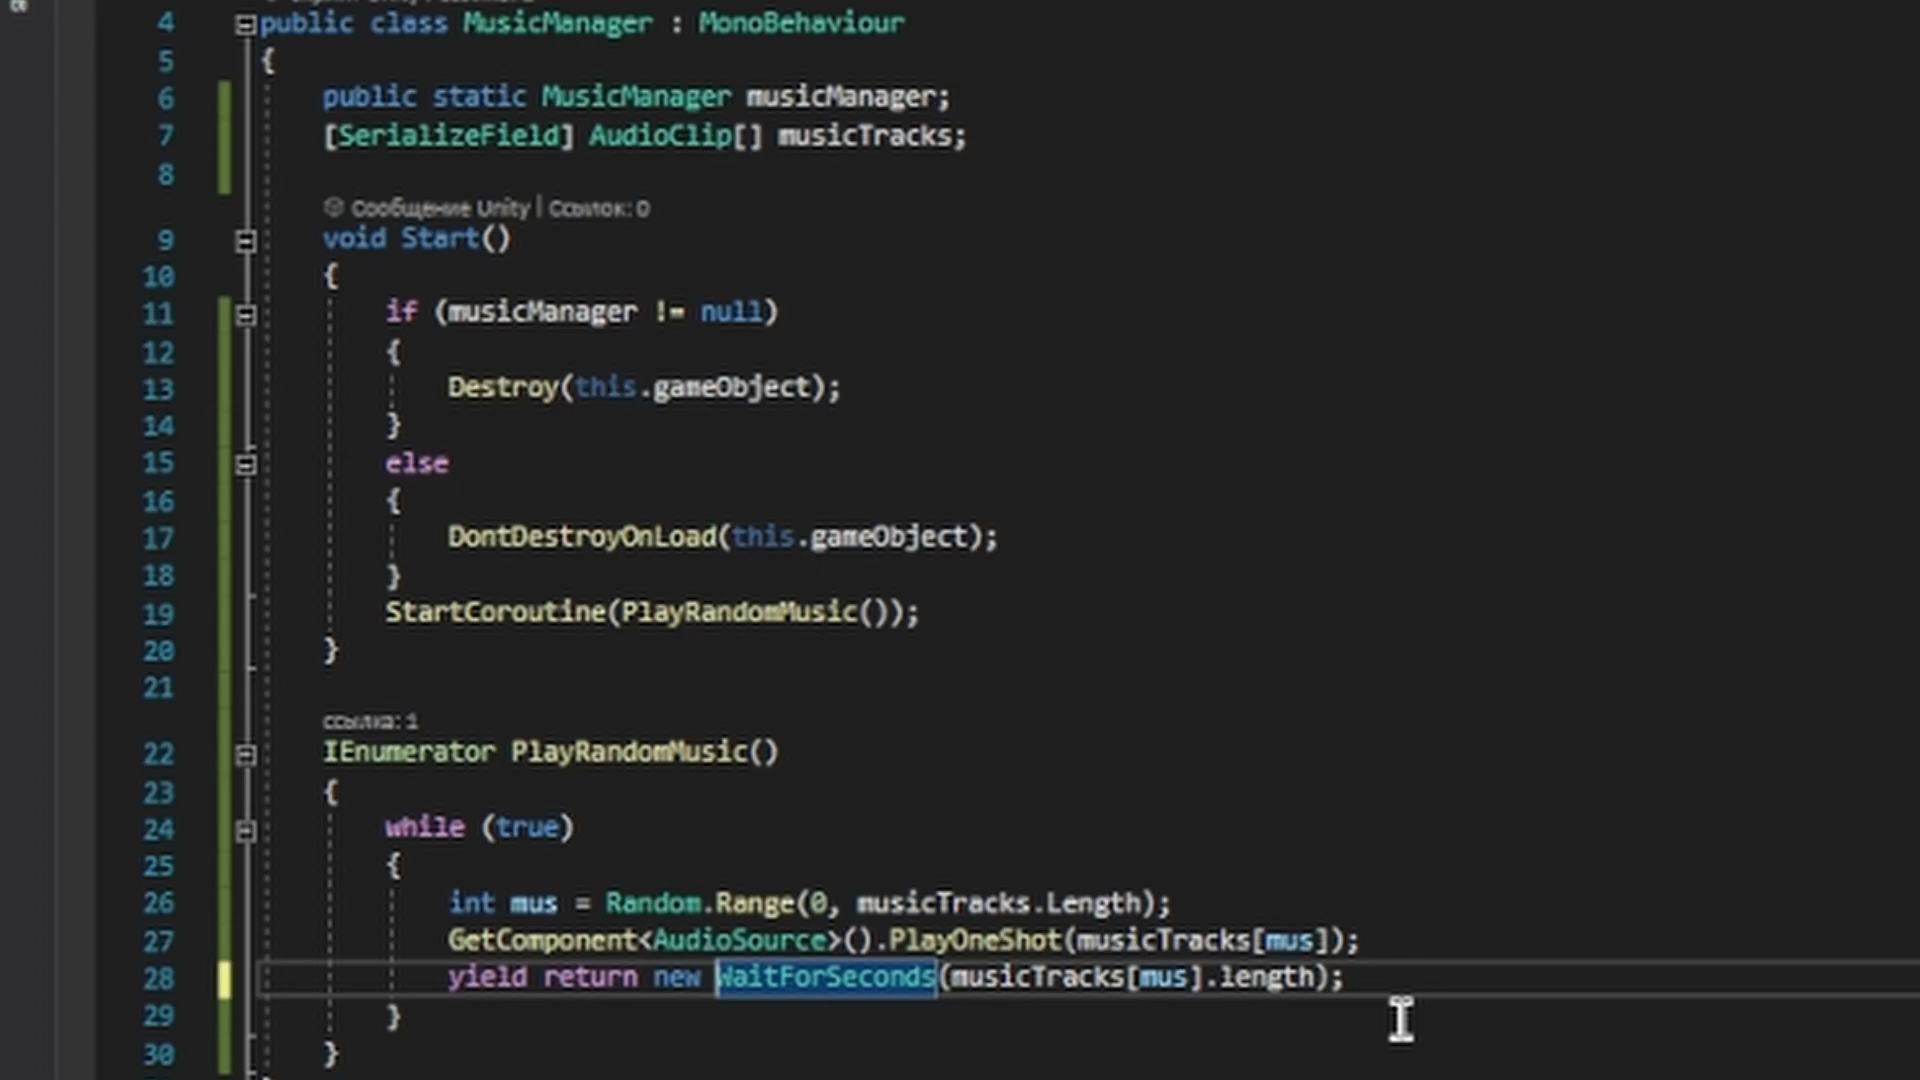 4 public class MusicManager : MonoBehaviour
5 {
6 public static MusicManager musicManager;
7 [SerializeField] AudioClip[] musicTracks;
8
Сообщение Unity | Ссылок: 0
9 void Start()
10 {
11 if (musicManager != null)
12 {
13 Destroy(this.gameObject);
14 }
15 else
16 {
17 DontDestroyOnLoad(this.gameObject);
18 }
19 StartCoroutine(PlayRandomMusic());
20 }
21
ссылка: 1
22 IEnumerator PlayRandomMusic()
23 {
24 while (true)
25 {
26 int mus = Random.Range(0, musicTracks.Length);
27 GetComponent<AudioSource>().PlayOneShot(musicTracks[mus]);
28 yield return new WaitForSeconds(musicTracks[mus].length);
29 }
30 }